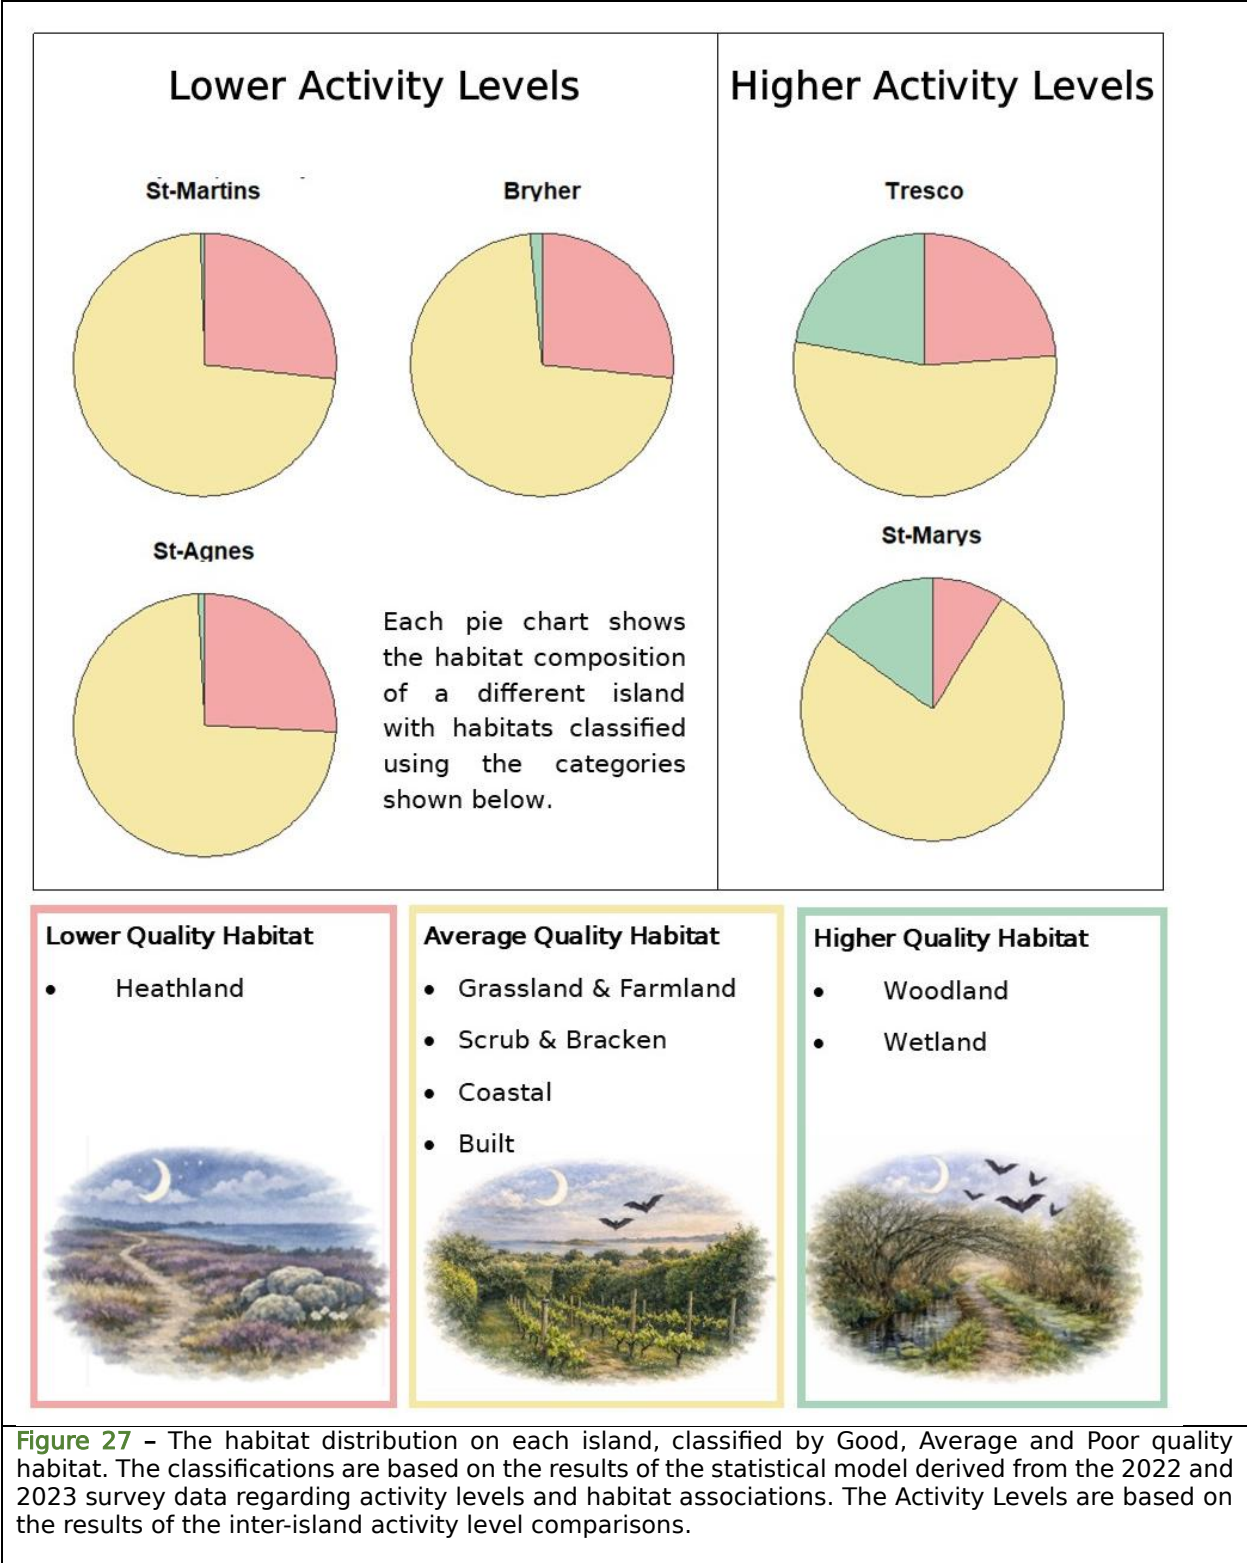 Lower Activity Levels
Higher Activity Levels
St-Martins
Bryher
Tresco
St-Agnes
St-Marys
Each pie chart shows
the habitat composition
of a different island
with habitats classified
using the categories
shown below.
Lower Quality Habitat
• Heathland
Average Quality Habitat
• Grassland & Farmland
• Scrub & Bracken
• Coastal
• Built
Higher Quality Habitat
• Woodland
• Wetland
Figure 27 – The habitat distribution on each island, classified by Good, Average and Poor quality
habitat. The classifications are based on the results of the statistical model derived from the 2022 and
2023 survey data regarding activity levels and habitat associations. The Activity Levels are based on
the results of the inter-island activity level comparisons.